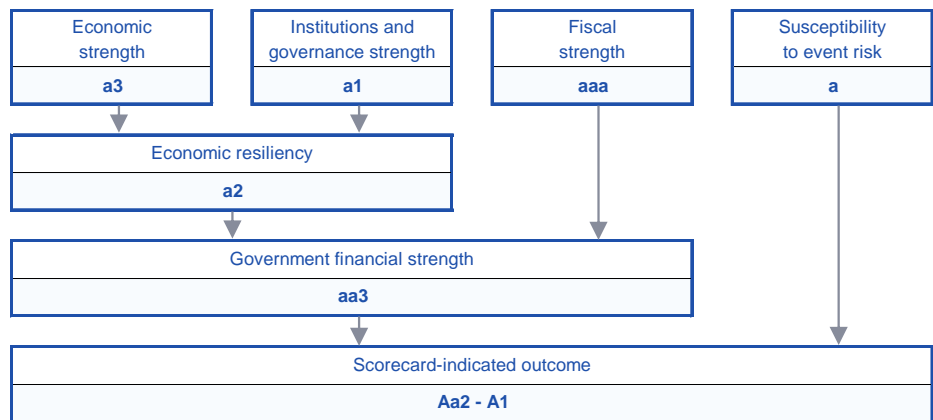 Economic
strength
a3
Institutions and
governance strength
a1
Fiscal
strength
aaa
Susceptibility
to event risk
a
Economic resiliency
a2
Government financial strength
aa3
Scorecard-indicated outcome
Aa2 - A1